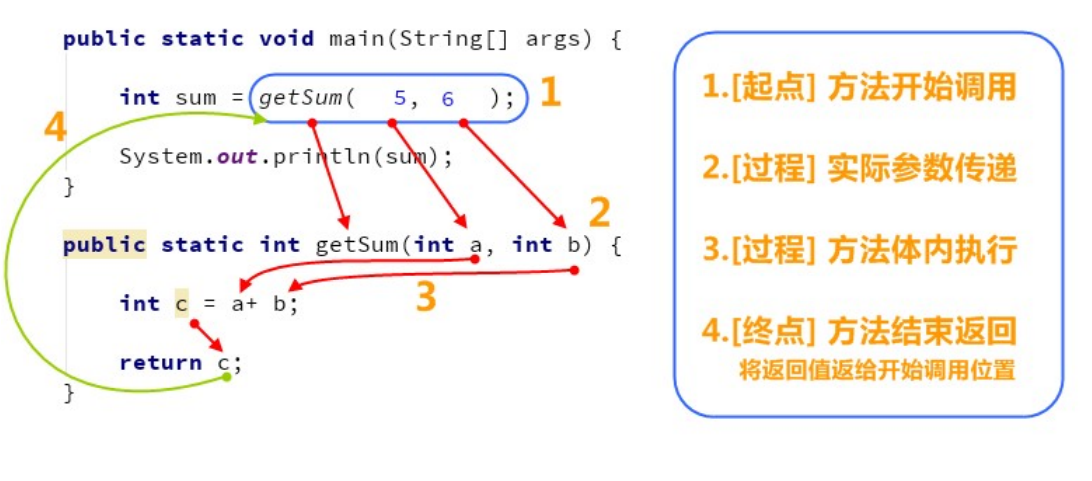 public static void main(String[] args) {
int sum = getSum( 5, 6 ); 1
4
System.out.println(sum);
}
2
public static int getSum(int a, int b) {
3
int c = a+ b;
return c;
}
1.[起点] 方法开始调用
2.[过程] 实际参数传递
3.[过程] 方法体内执行
4.[终点] 方法结束返回
将返回值返给开始调用位置